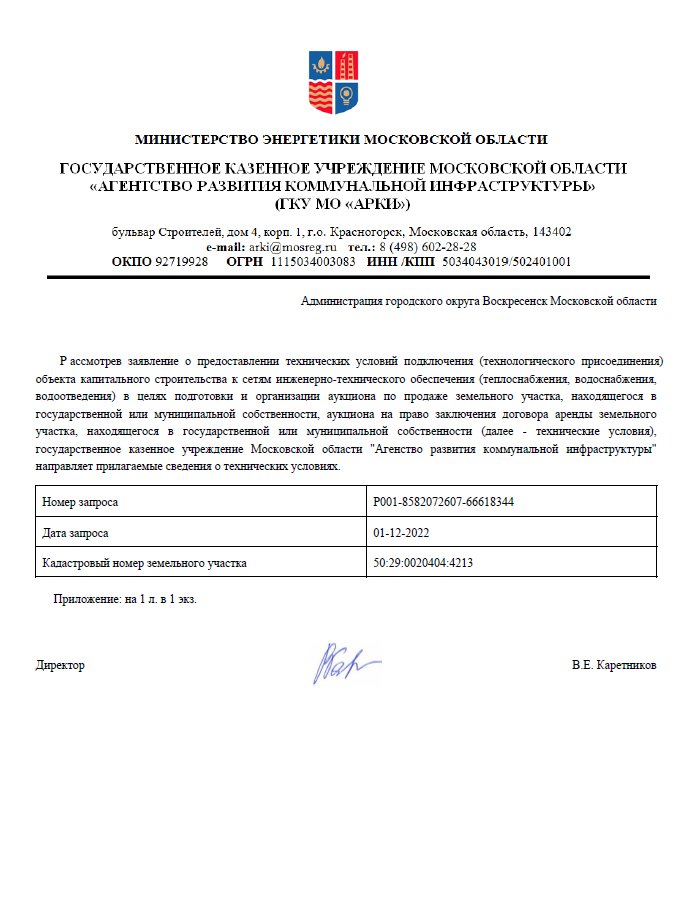 МИНИСТЕРСТВО ЭНЕРГЕТИКИ МОСКОВСКОЙ ОБЛАСТИ
ГОСУДАРСТВЕННОЕ КАЗЕННОЕ УЧРЕЖДЕНИЕ МОСКОВСКОЙ ОБЛАСТИ
«АГЕНТСТВО РАЗВИТИЯ КОММУНАЛЬНОЙ ИНФРАСТРУКТУРЫ»
(ГКУ МО «АРКИ»)
бульвар Строителей, дом 4, корп. 1, г.о. Красногорск, Московская область, 143402
e-mail: arki@mosreg.ru тел.: 8 (498) 602-28-28
ОКПО 92719928 ОГРН 1115034003083 ИНН /КПП 5034043019/502401001
Администрация городского округа Воскресенск Московской области
Рассмотрев заявление о предоставлении технических условий подключения (технологического присоединения)
объекта капитального строительства к сетям инженерно-технического обеспечения (теплоснабжения, водоснабжения,
водоотведения) в целях подготовки и организации аукциона по продаже земельного участка, находящегося в
государственной или муниципальной собственности, аукциона на право заключения договора аренды земельного
участка, находящегося в государственной или муниципальной собственности (далее - технические условия),
государственное казенное учреждение Московской области "Агенство развития коммунальной инфраструктуры"
направляет прилагаемые сведения о технических условиях.
Номер запроса P001-8582072607-66618344
Дата запроса 01-12-2022
Кадастровый номер земельного участка 50:29:0020404:4213
Приложение: на 1 л. в 1 экз.
Директор В.Е. Каретников